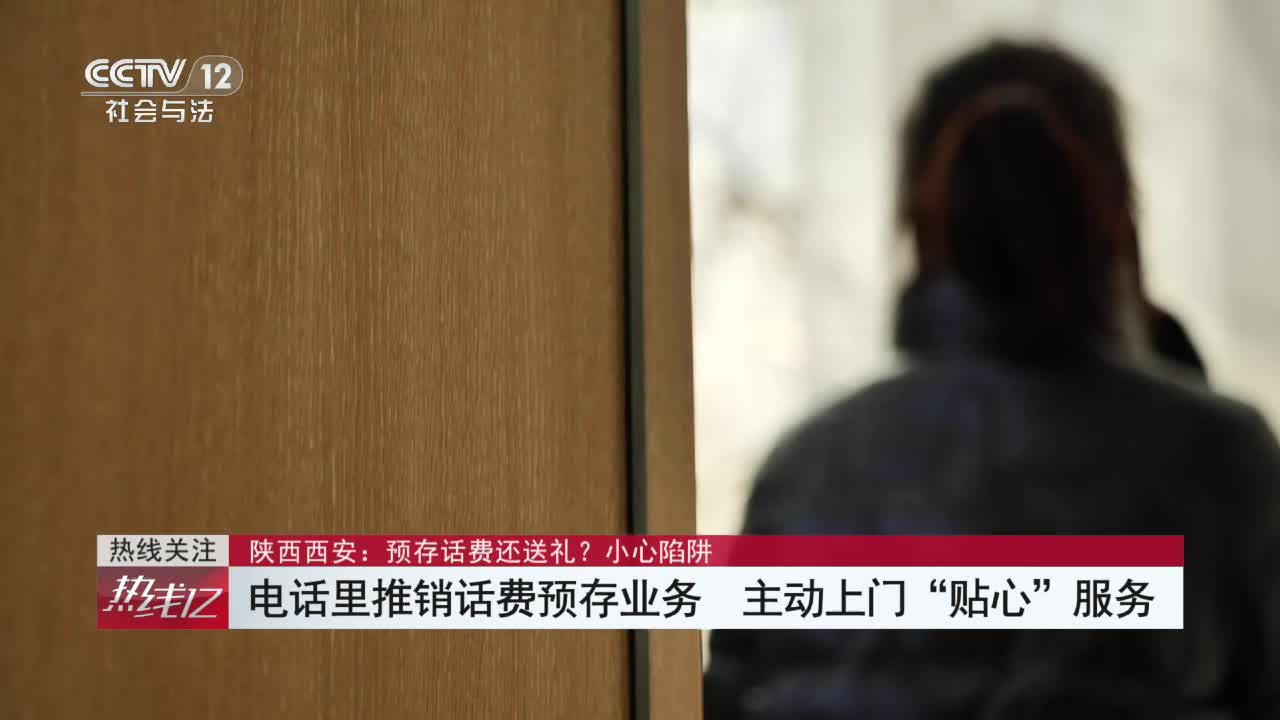 CCTV 12
社会与法
热线关注
陕西西安：预存话费还送礼？小心陷阱
热线12
电话里推销话费预存业务 主动上门“贴心”服务